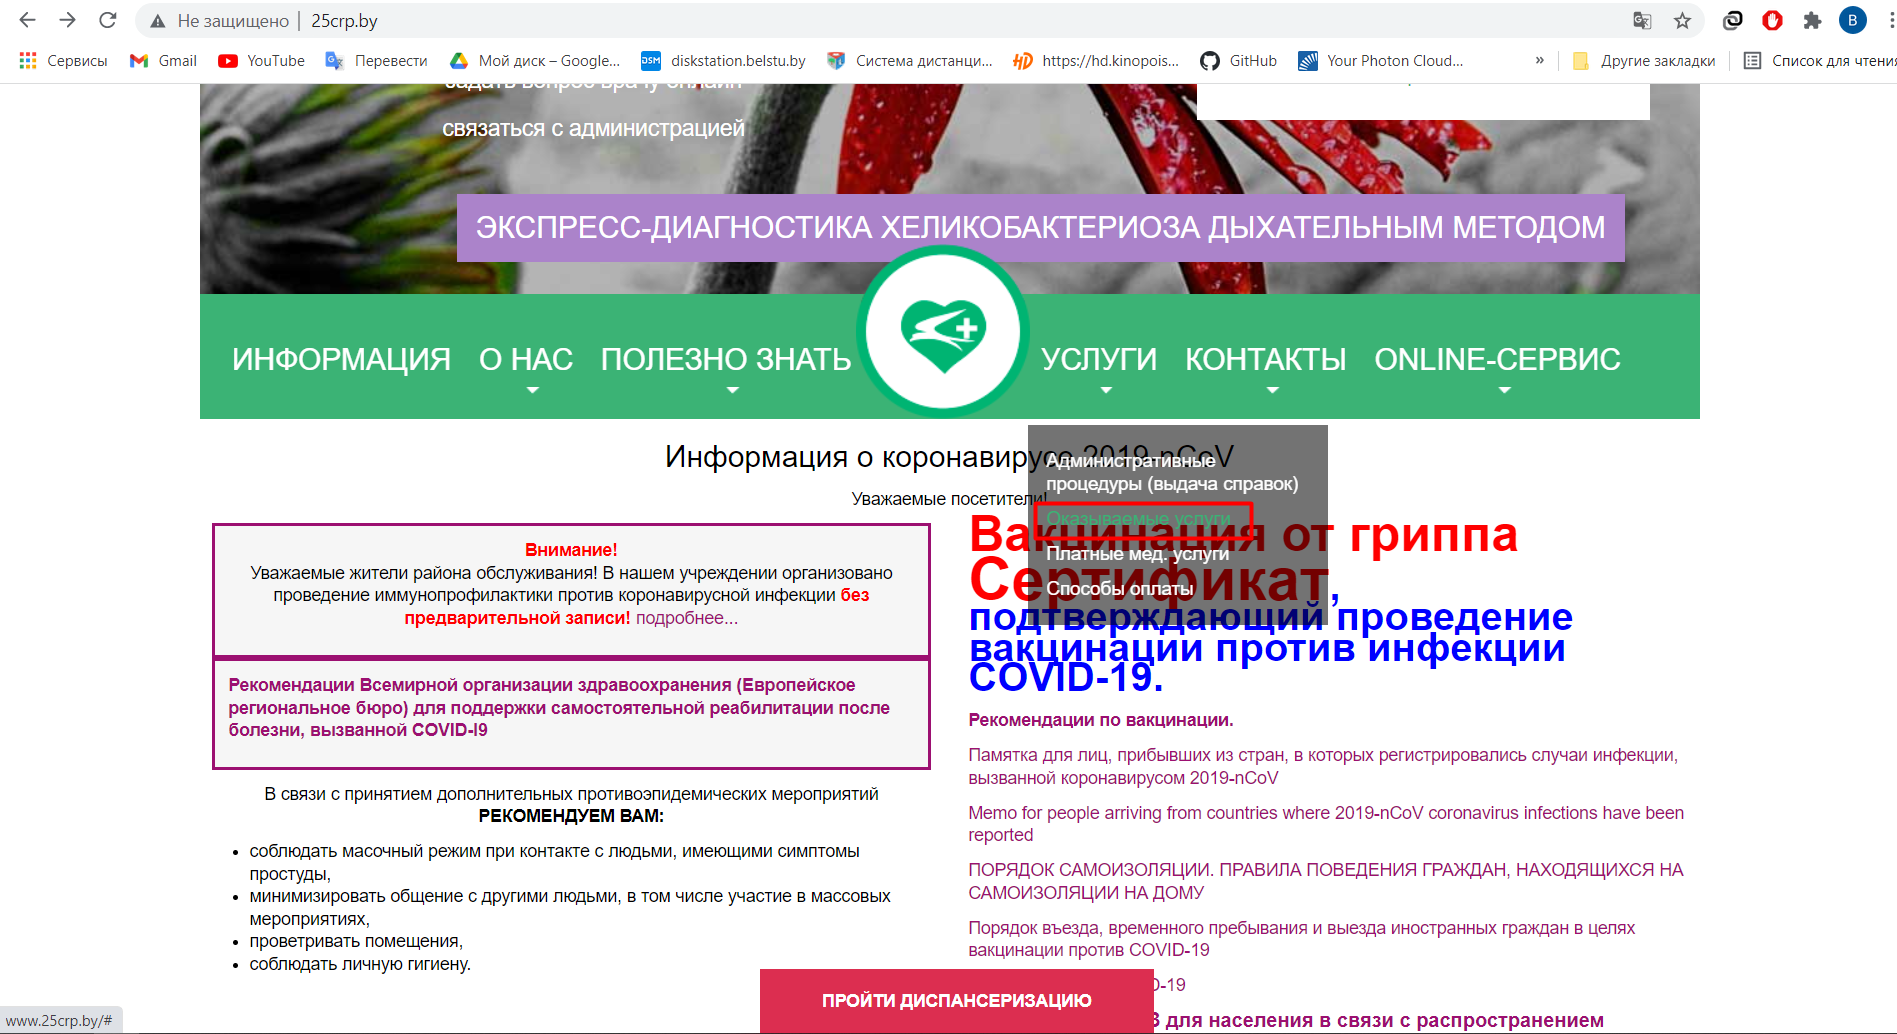 Не защищено | 25crp.by
Сервисы Gmail YouTube Перевести Мой диск – Google... diskstation.belstu.by Система дистанци... https://hd.kinopois... GitHub Your Photon Cloud... » Другие закладки Список для чтения
задать вопрос врачу онлайн
связаться с администрацией
ЭКСПРЕСС-ДИАГНОСТИКА ХЕЛИКОБАКТЕРИОЗА ДЫХАТЕЛЬНЫМ МЕТОДОМ
ИНФОРМАЦИЯ О НАС ПОЛЕЗНО ЗНАТЬ УСЛУГИ КОНТАКТЫ ONLINE-СЕРВИС
Информация о коронавирусе 2019-nCoV
Уважаемые посетители!
Административные
процедуры (выдача справок)
Оказываемые услуги
Платные мед. услуги
Способы оплаты
Внимание!
Уважаемые жители района обслуживания! В нашем учреждении организовано
проведение иммунопрофилактики против коронавирусной инфекции без
предварительной записи! подробнее...
Рекомендации Всемирной организации здравоохранения (Европейское
региональное бюро) для поддержки самостоятельной реабилитации после
болезни, вызванной COVID-I9
В связи с принятием дополнительных противоэпидемических мероприятий
РЕКОМЕНДУЕМ ВАМ:
соблюдать масочный режим при контакте с людьми, имеющими симптомы
простуды,
минимизировать общение с другими людьми, в том числе участие в массовых
мероприятиях,
проветривать помещения,
соблюдать личную гигиену.
Вакцинация от гриппа
Сертификат,
подтверждающий проведение
вакцинации против инфекции
COVID-19.
Рекомендации по вакцинации.
Памятка для лиц, прибывших из стран, в которых регистрировались случаи инфекции,
вызванной коронавирусом 2019-nCoV
Memo for people arriving from countries where 2019-nCoV coronavirus infections have been
reported
ПОРЯДОК САМОИЗОЛЯЦИИ. ПРАВИЛА ПОВЕДЕНИЯ ГРАЖДАН, НАХОДЯЩИХСЯ НА
САМОИЗОЛЯЦИИ НА ДОМУ
Порядок въезда, временного пребывания и выезда иностранных граждан в целях
вакцинации против COVID-19
D-19
для населения в связи с распространением
ПРОЙТИ ДИСПАНСЕРИЗАЦИЮ
www.25crp.by/#
B